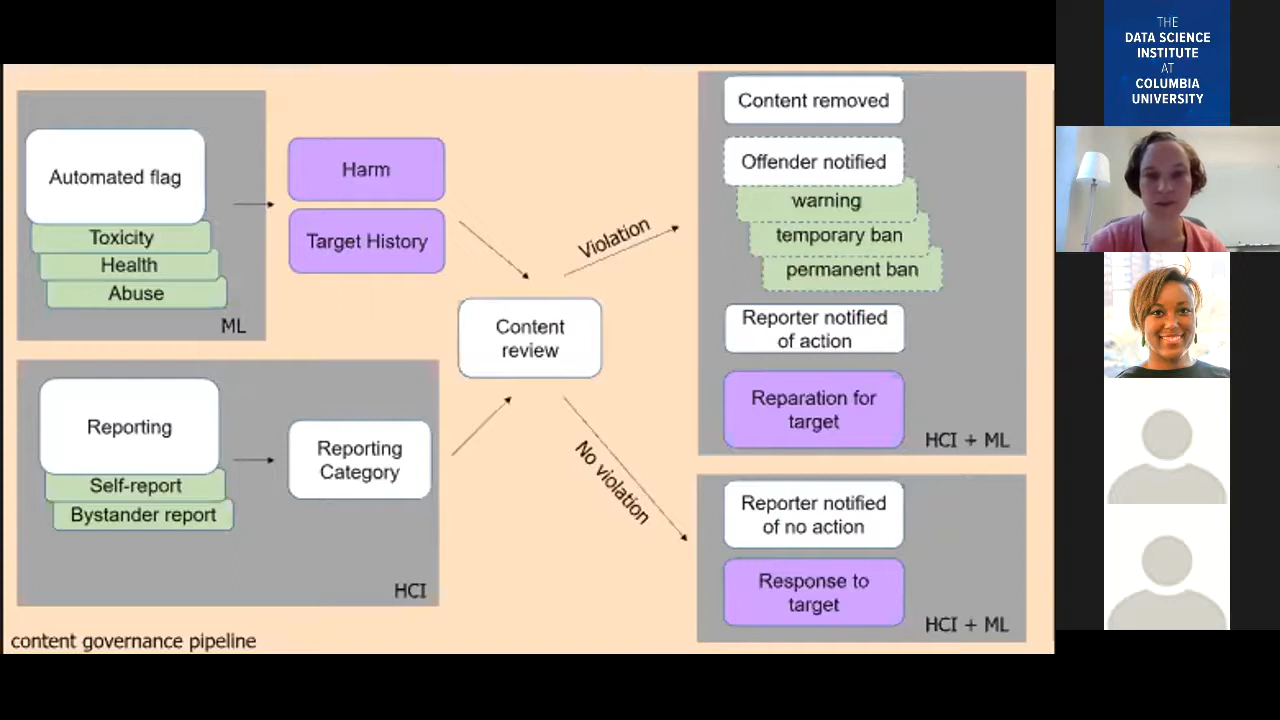 Automated flag
Toxicity
Health
Abuse
ML
Harm
Target History
Reporting
Self-report
Bystander report
Reporting
Category
HCI
Content
review
Violation
No violation
Content removed
Offender notified
warning
temporary ban
permanent ban
Reporter notified
of action
Reparation for
target
HCI + ML
Reporter notified
of no action
Response to
target
HCI + ML
content governance pipeline
THE
DATA SCIENCE
INSTITUTE
AT
COLUMBIA
UNIVERSITY